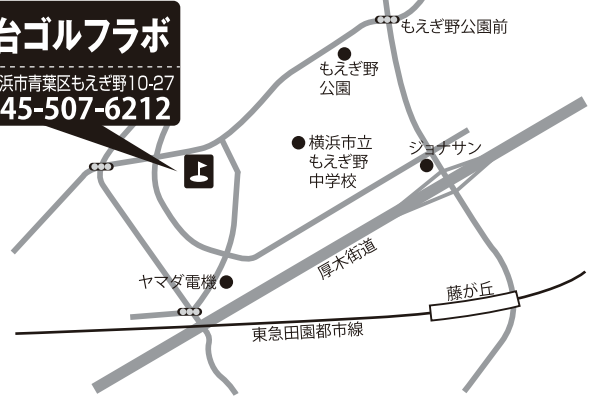 台ゴルフラボ
浜市青葉区もえぎ野10-27
45-507-6212
もえぎ野公園前
もえぎ野
公園
横浜市立
もえぎ野
中学校
ジョナサン
厚木街道
ヤマダ電機
藤が丘
東急田園都市線